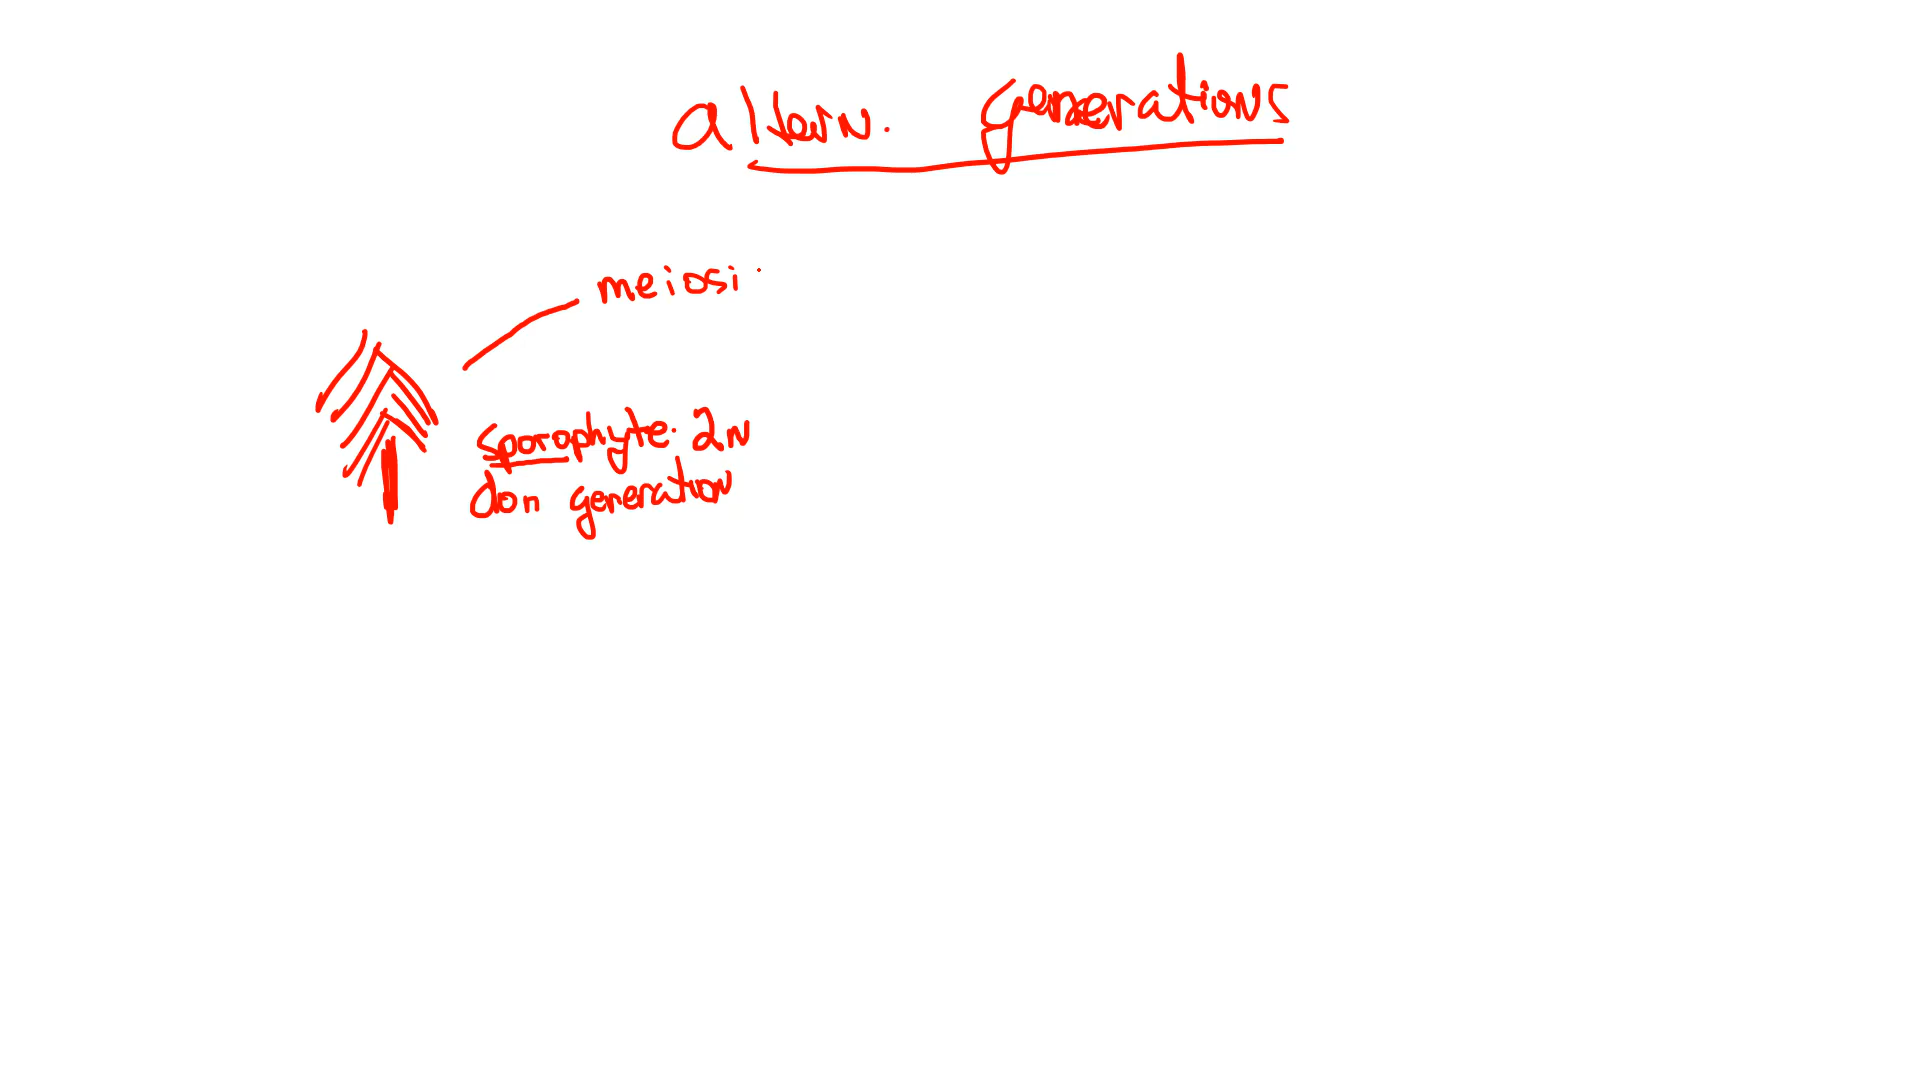 altern. generations
meiosi
sporophyte. 2n
don generation